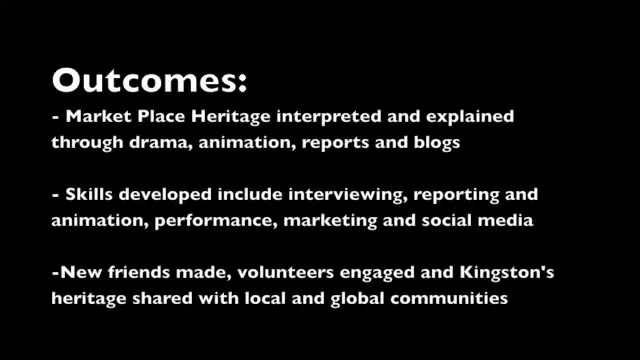 Outcomes:
- Market Place Heritage interpreted and explained
through drama, animation, reports and blogs
- Skills developed include interviewing, reporting and
animation, performance, marketing and social media
-New friends made, volunteers engaged and Kingston's
heritage shared with local and global communities